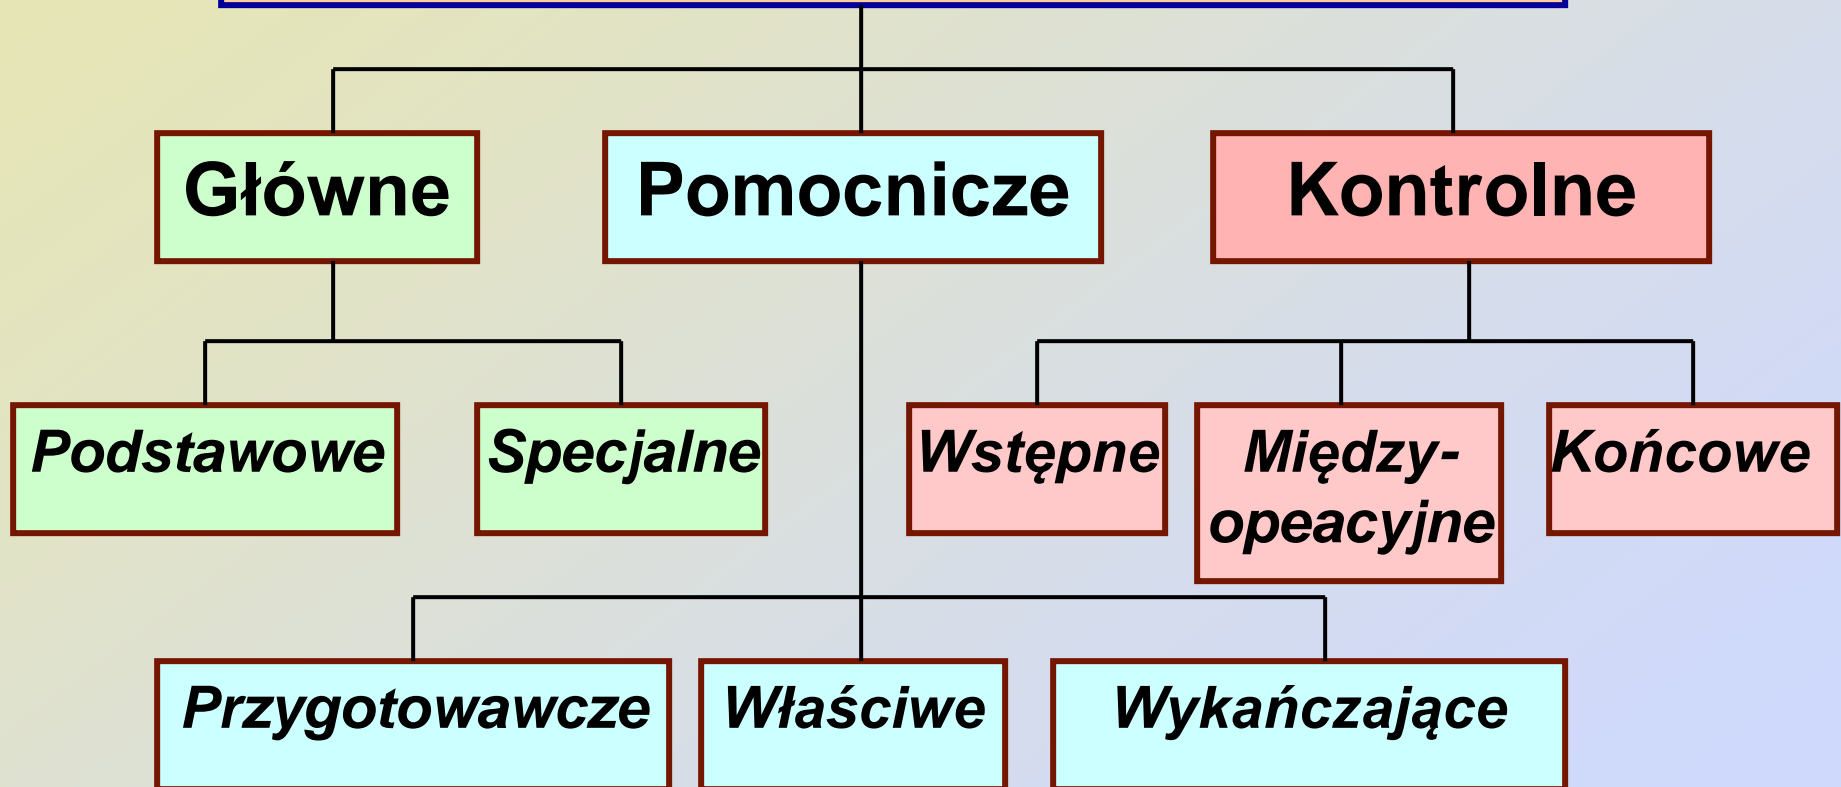 Główne
Pomocnicze
Kontrolne
Podstawowe
Specjalne
Wstępne
Między-
opeacyjne
Końcowe
Przygotowawcze
Właściwe
Wykańczające